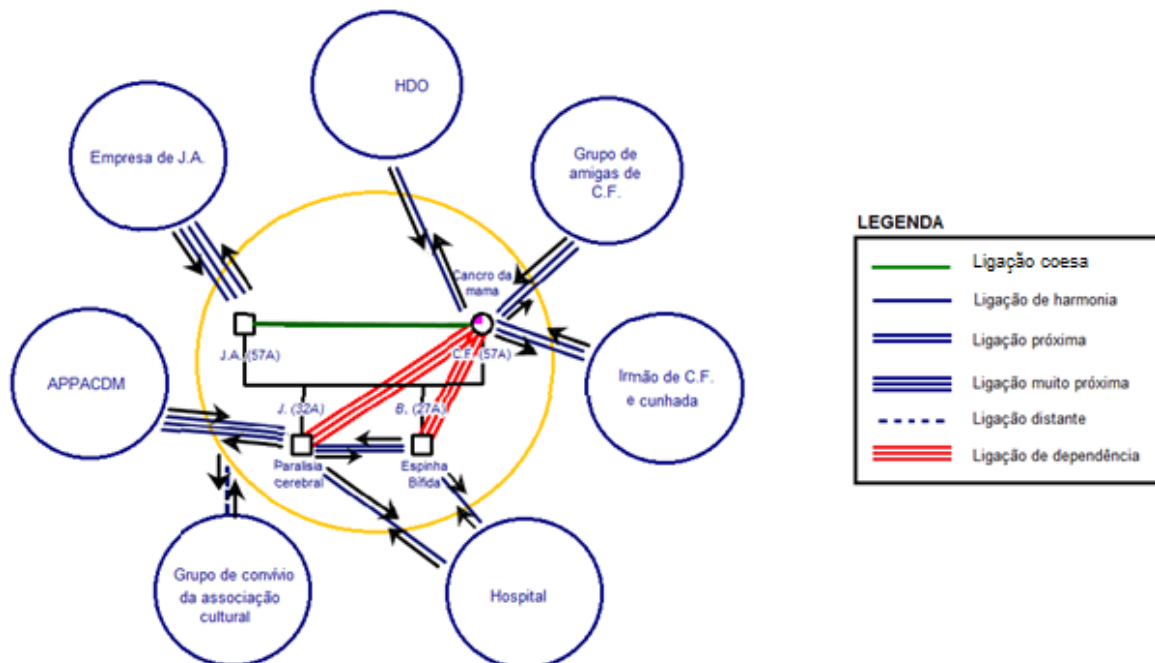 HDO
Empresa de J.A.
Grupo de
amigas de
C.F.
Cancro da
mama
J.A. (57A)
C.F. (57A)
APPACDM
J. (32A)
B. (27A)
Irmão de C.F.
e cunhada
Paralisia
cerebral
Espinha
Bífida
Grupo de convívio
da associação
cultural
Hospital
LEGENDA
Ligação coesa
Ligação de harmonia
Ligação próxima
Ligação muito próxima
Ligação distante
Ligação de dependência